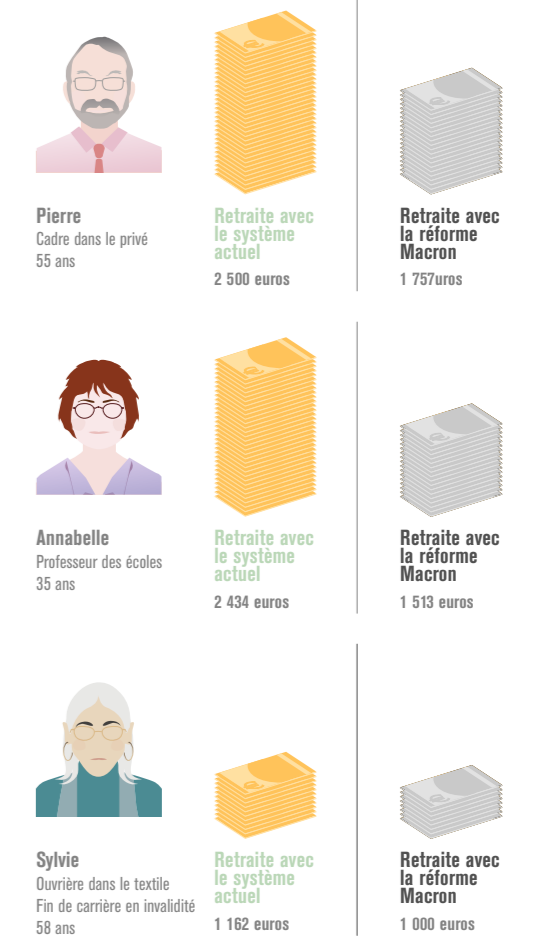 Pierre
Cadre dans le privé
55 ans
Retraite avec
le système
actuel
2 500 euros
Retraite avec
la réforme
Macron
1 757uros
Annabelle
Professeur des écoles
35 ans
Retraite avec
le système
actuel
2 434 euros
Retraite avec
la réforme
Macron
1 513 euros
Sylvie
Ouvrière dans le textile
Fin de carrière en invalidité
58 ans
Retraite avec
le système
actuel
1 162 euros
Retraite avec
la réforme
Macron
1 000 euros